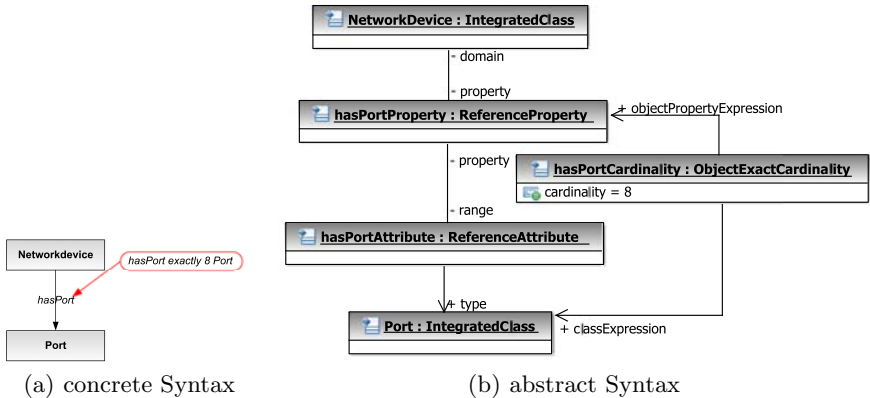 NetworkDevice : IntegratedClass
- domain
- property
hasPortProperty : ReferenceProperty
+ objectPropertyExpression
- property
hasPortCardinality : ObjectExactCardinality
cardinality = 8
- range
hasPortAttribute : ReferenceAttribute
Networkdevice
hasPort exactly 8 Port
hasPort
+ type
Port : IntegratedClass
+ classExpression
Port
(a) concrete Syntax
(b) abstract Syntax